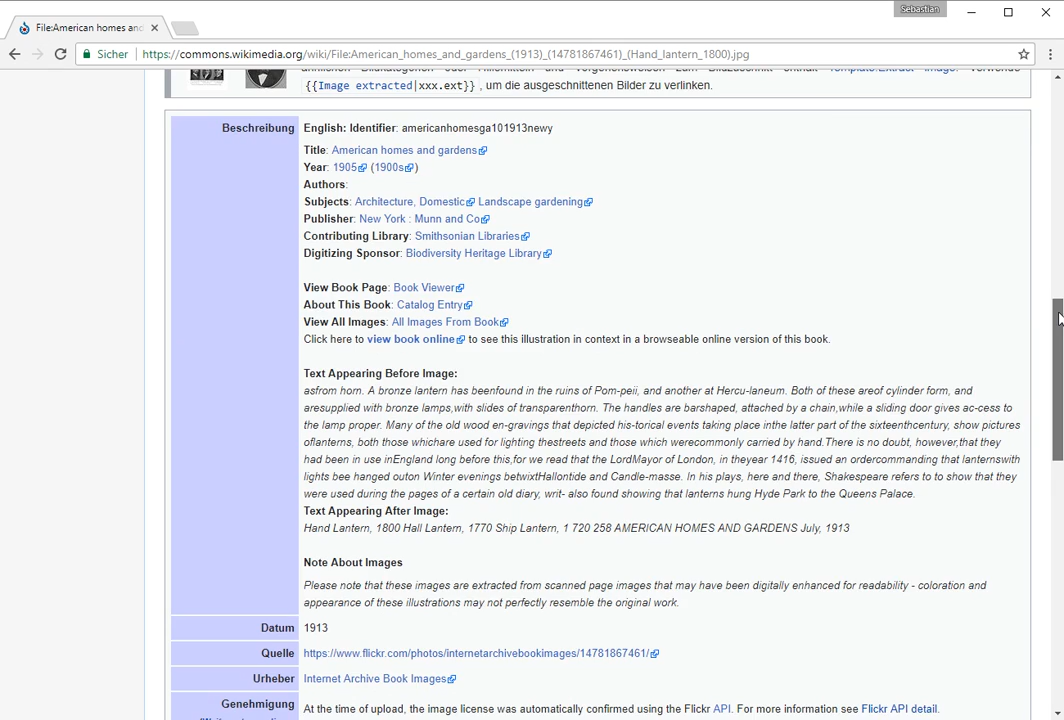 Sebastian
File:American homes and
Sicher
https://commons.wikimedia.org/wiki/File:American_homes_and_gardens_(1913)_(14781867461)_(Hand_lantern_1800).jpg
{{Image extracted|xxx.ext}} , um die ausgeschnittenen Bilder zu verlinken.
Beschreibung
English: Identifier: americanhomesga101913newy
Title: American homes and gardens
Year: 1905 (1900s)
Authors:
Subjects: Architecture, Domestic Landscape gardening
Publisher: New York : Munn and Co
Contributing Library: Smithsonian Libraries
Digitizing Sponsor: Biodiversity Heritage Library
View Book Page: Book Viewer
About This Book: Catalog Entry
View All Images: All Images From Book
Click here to view book online to see this illustration in context in a browseable online version of this book.
Text Appearing Before Image:
asfrom horn. A bronze lantern has beenfound in the ruins of Pom-peii, and another at Hercu-laneum. Both of these areof cylinder form, and
aresupplied with bronze lamps,with slides of transparenthorn. The handles are barshaped, attached by a chain,while a sliding door gives ac-cess to
the lamp proper. Many of the old wood en-gravings that depicted his-torical events taking place inthe latter part of the sixteenthcentury, show pictures
oflanterns, both those whichare used for lighting thestreets and those which werecommonly carried by hand.There is no doubt, however,that they
had been in use inEngland long before this,for we read that the LordMayor of London, in theyear 1416, issued an ordercommanding that lanternswith
lights bee hanged outon Winter evenings betwixtHallontide and Candle-masse. In his plays, here and there, Shakespeare refers to to show that they
were used during the pages of a certain old diary, writ- also found showing that lanterns hung Hyde Park to the Queens Palace.
Text Appearing After Image:
Hand Lantern, 1800 Hall Lantern, 1770 Ship Lantern, 1 720 258 AMERICAN HOMES AND GARDENS July, 1913
Note About Images
Please note that these images are extracted from scanned page images that may have been digitally enhanced for readability - coloration and
appearance of these illustrations may not perfectly resemble the original work.
Datum
1913
Quelle
https://www.flickr.com/photos/internetarchivebookimages/14781867461/
Urheber
Internet Archive Book Images
Genehmigung
At the time of upload, the image license was automatically confirmed using the Flickr API. For more information see Flickr API detail.